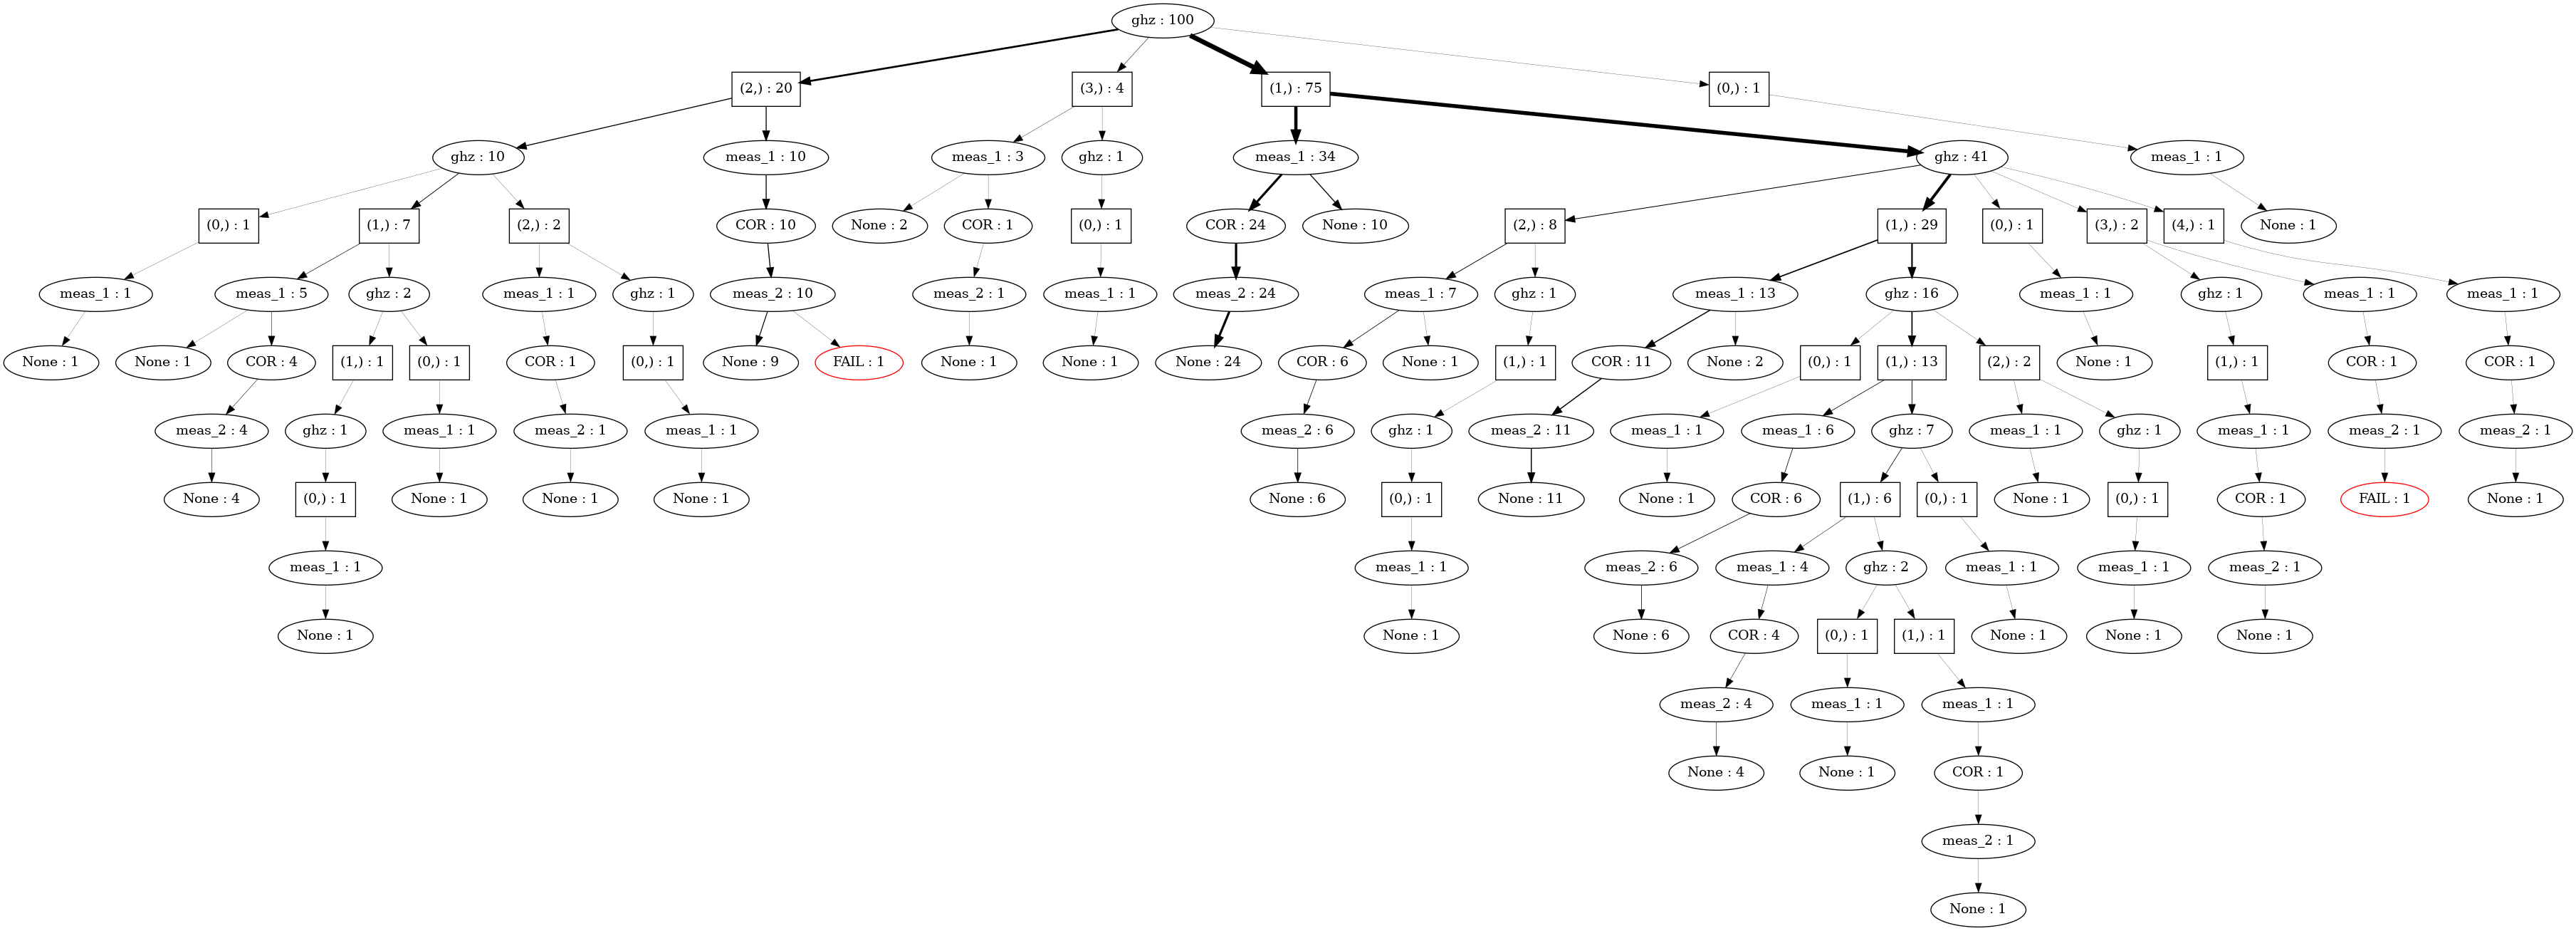 ghz : 100
(2,) : 20
(3,) : 4
(1,) : 75
(0,) : 1
ghz : 10
meas_1 : 10
meas_1 : 3
ghz : 1
meas_1 : 34
ghz : 41
meas_1 : 1
(0,) : 1
(1,) : 7
(2,) : 2
COR : 10
None : 2
COR : 1
(0,) : 1
COR : 24
None : 10
(2,) : 8
(1,) : 29
(0,) : 1
(3,) : 2
(4,) : 1
None : 1
meas_1 : 1
meas_1 : 5
ghz : 2
meas_1 : 1
ghz : 1
meas_2 : 10
meas_2 : 1
meas_1 : 1
meas_2 : 24
meas_1 : 7
ghz : 1
meas_1 : 13
ghz : 16
meas_1 : 1
ghz : 1
meas_1 : 1
meas_1 : 1
None : 1
None : 1
COR : 4
(1,) : 1
(0,) : 1
COR : 1
(0,) : 1
None : 9
FAIL : 1
None : 1
None : 1
None : 24
COR : 6
None : 1
(1,) : 1
COR : 11
None : 2
(0,) : 1
(1,) : 13
(2,) : 2
None : 1
(1,) : 1
COR : 1
COR : 1
meas_2 : 4
ghz : 1
meas_1 : 1
meas_2 : 1
meas_1 : 1
meas_2 : 6
ghz : 1
meas_2 : 11
meas_1 : 1
meas_1 : 6
ghz : 7
meas_1 : 1
ghz : 1
meas_1 : 1
meas_2 : 1
meas_2 : 1
None : 4
(0,) : 1
None : 1
None : 1
None : 1
None : 6
(0,) : 1
None : 11
None : 1
COR : 6
(1,) : 6
(0,) : 1
None : 1
(0,) : 1
COR : 1
FAIL : 1
None : 1
meas_1 : 1
meas_1 : 1
meas_2 : 6
meas_1 : 4
ghz : 2
meas_1 : 1
meas_1 : 1
meas_2 : 1
None : 1
None : 1
None : 6
COR : 4
(0,) : 1
(1,) : 1
None : 1
None : 1
None : 1
meas_2 : 4
meas_1 : 1
meas_1 : 1
None : 4
None : 1
COR : 1
meas_2 : 1
None : 1